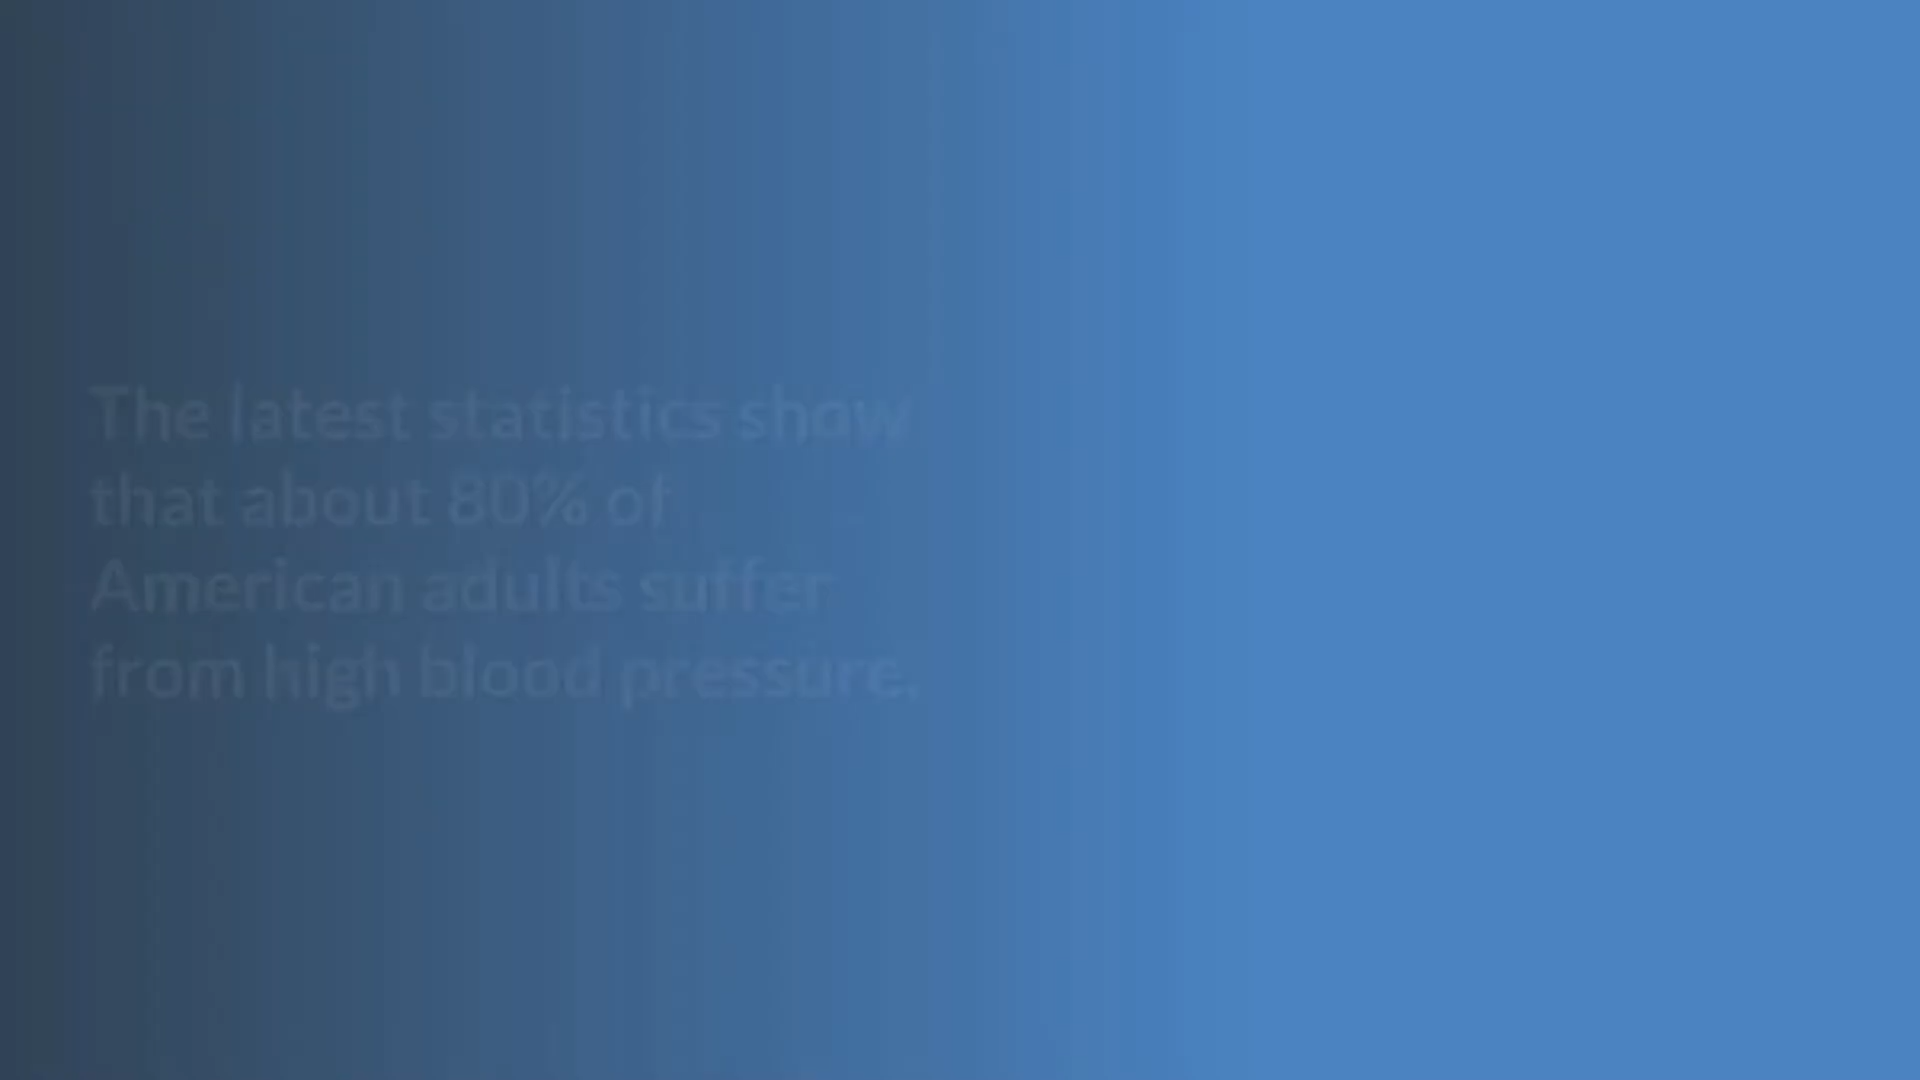 The latest statistics show
that about 80% of
American adults suffer
from high blood pressure.